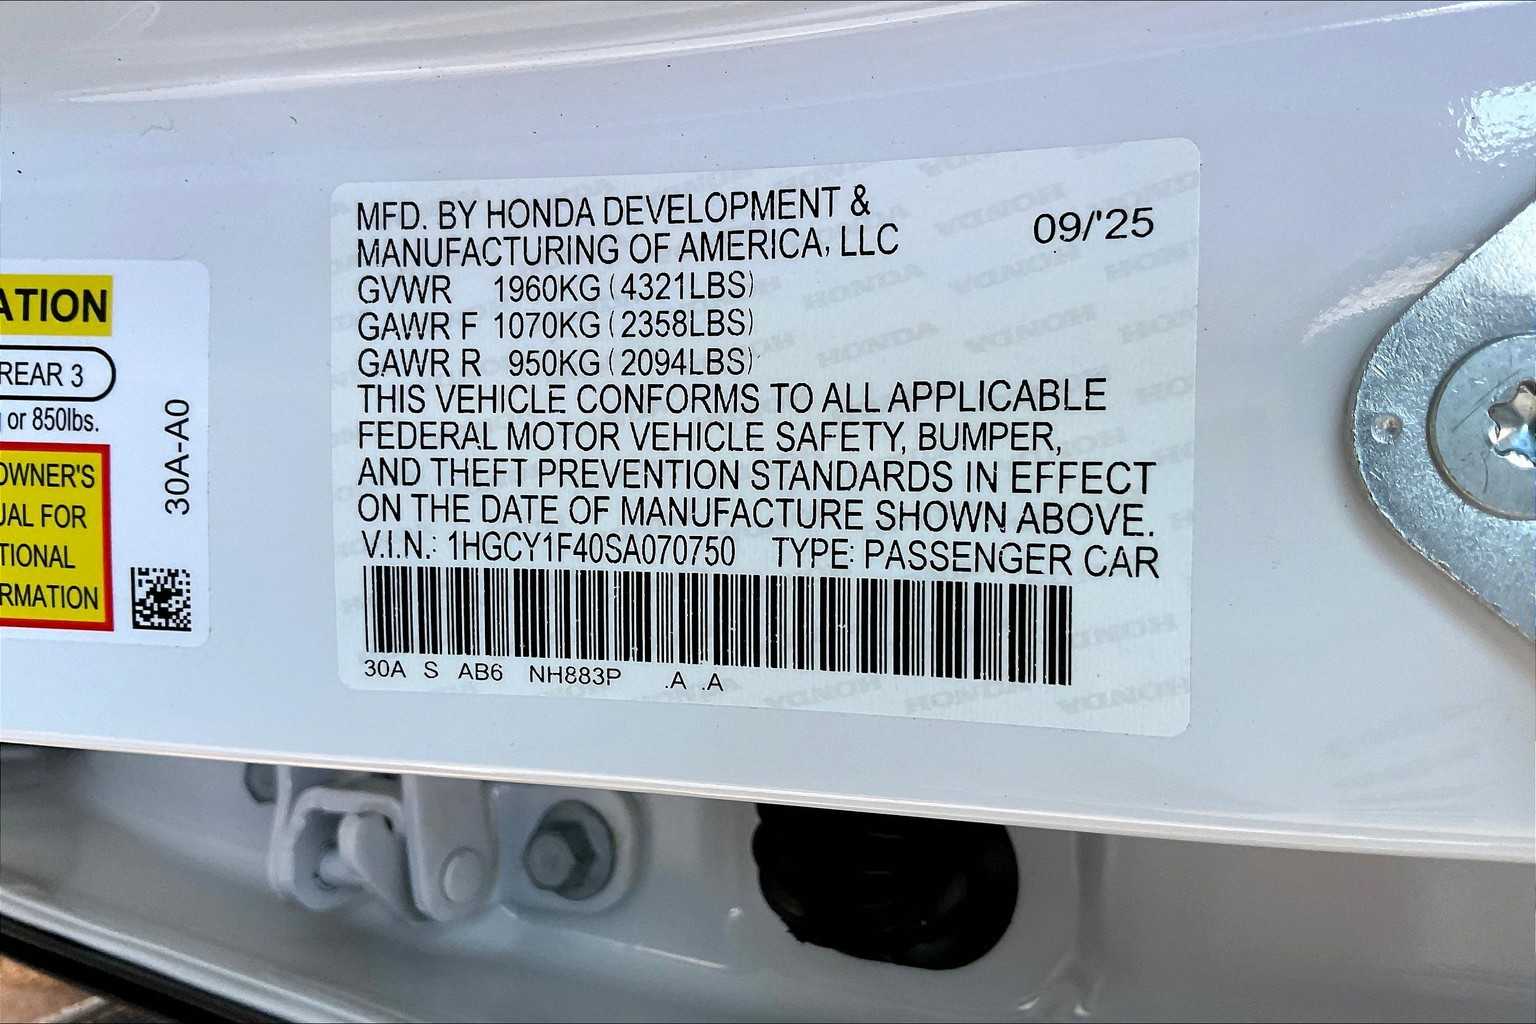 ATION
REAR 3
or 850lbs.
OWNER'S
UAL FOR
TIONAL
RMATION
30A-A0
MFD. BY HONDA DEVELOPMENT &
MANUFACTURING OF AMERICA, LLC
09/'25
GVWR 1960KG (4321LBS)
GAWR F 1070KG (2358LBS)
GAWR R 950KG (2094LBS)
THIS VEHICLE CONFORMS TO ALL APPLICABLE
FEDERAL MOTOR VEHICLE SAFETY, BUMPER,
AND THEFT PREVENTION STANDARDS IN EFFECT
ON THE DATE OF MANUFACTURE SHOWN ABOVE.
V.I.N.: 1HGCY1F40SA070750 TYPE: PASSENGER CAR
30A S AB6 NH883P .A .A